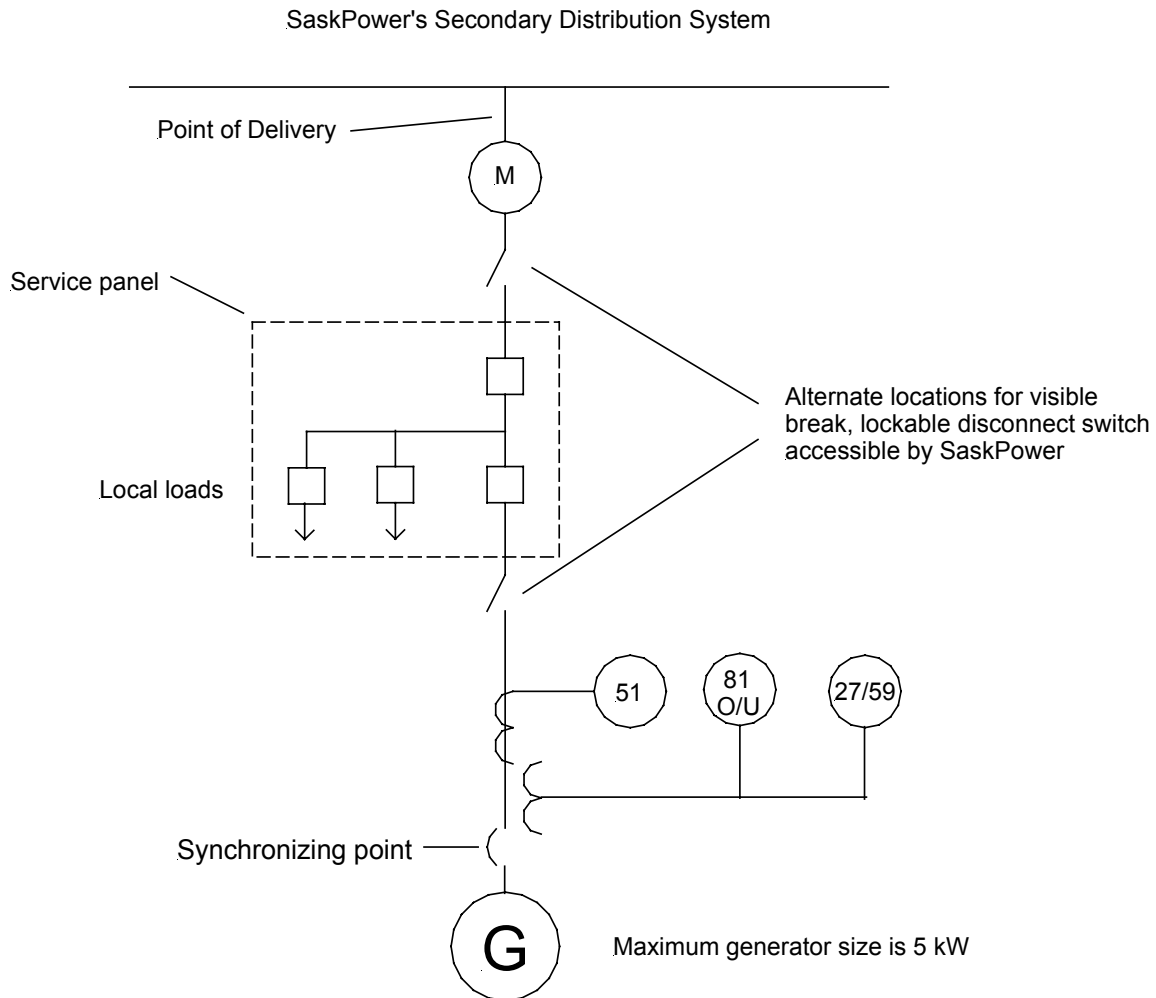 SaskPower's Secondary Distribution System
Point of Delivery
M
Service panel
Alternate locations for visible
break, lockable disconnect switch
accessible by SaskPower
Local loads
51
81
O/U
27/59
Synchronizing point
G
Maximum generator size is 5 kW